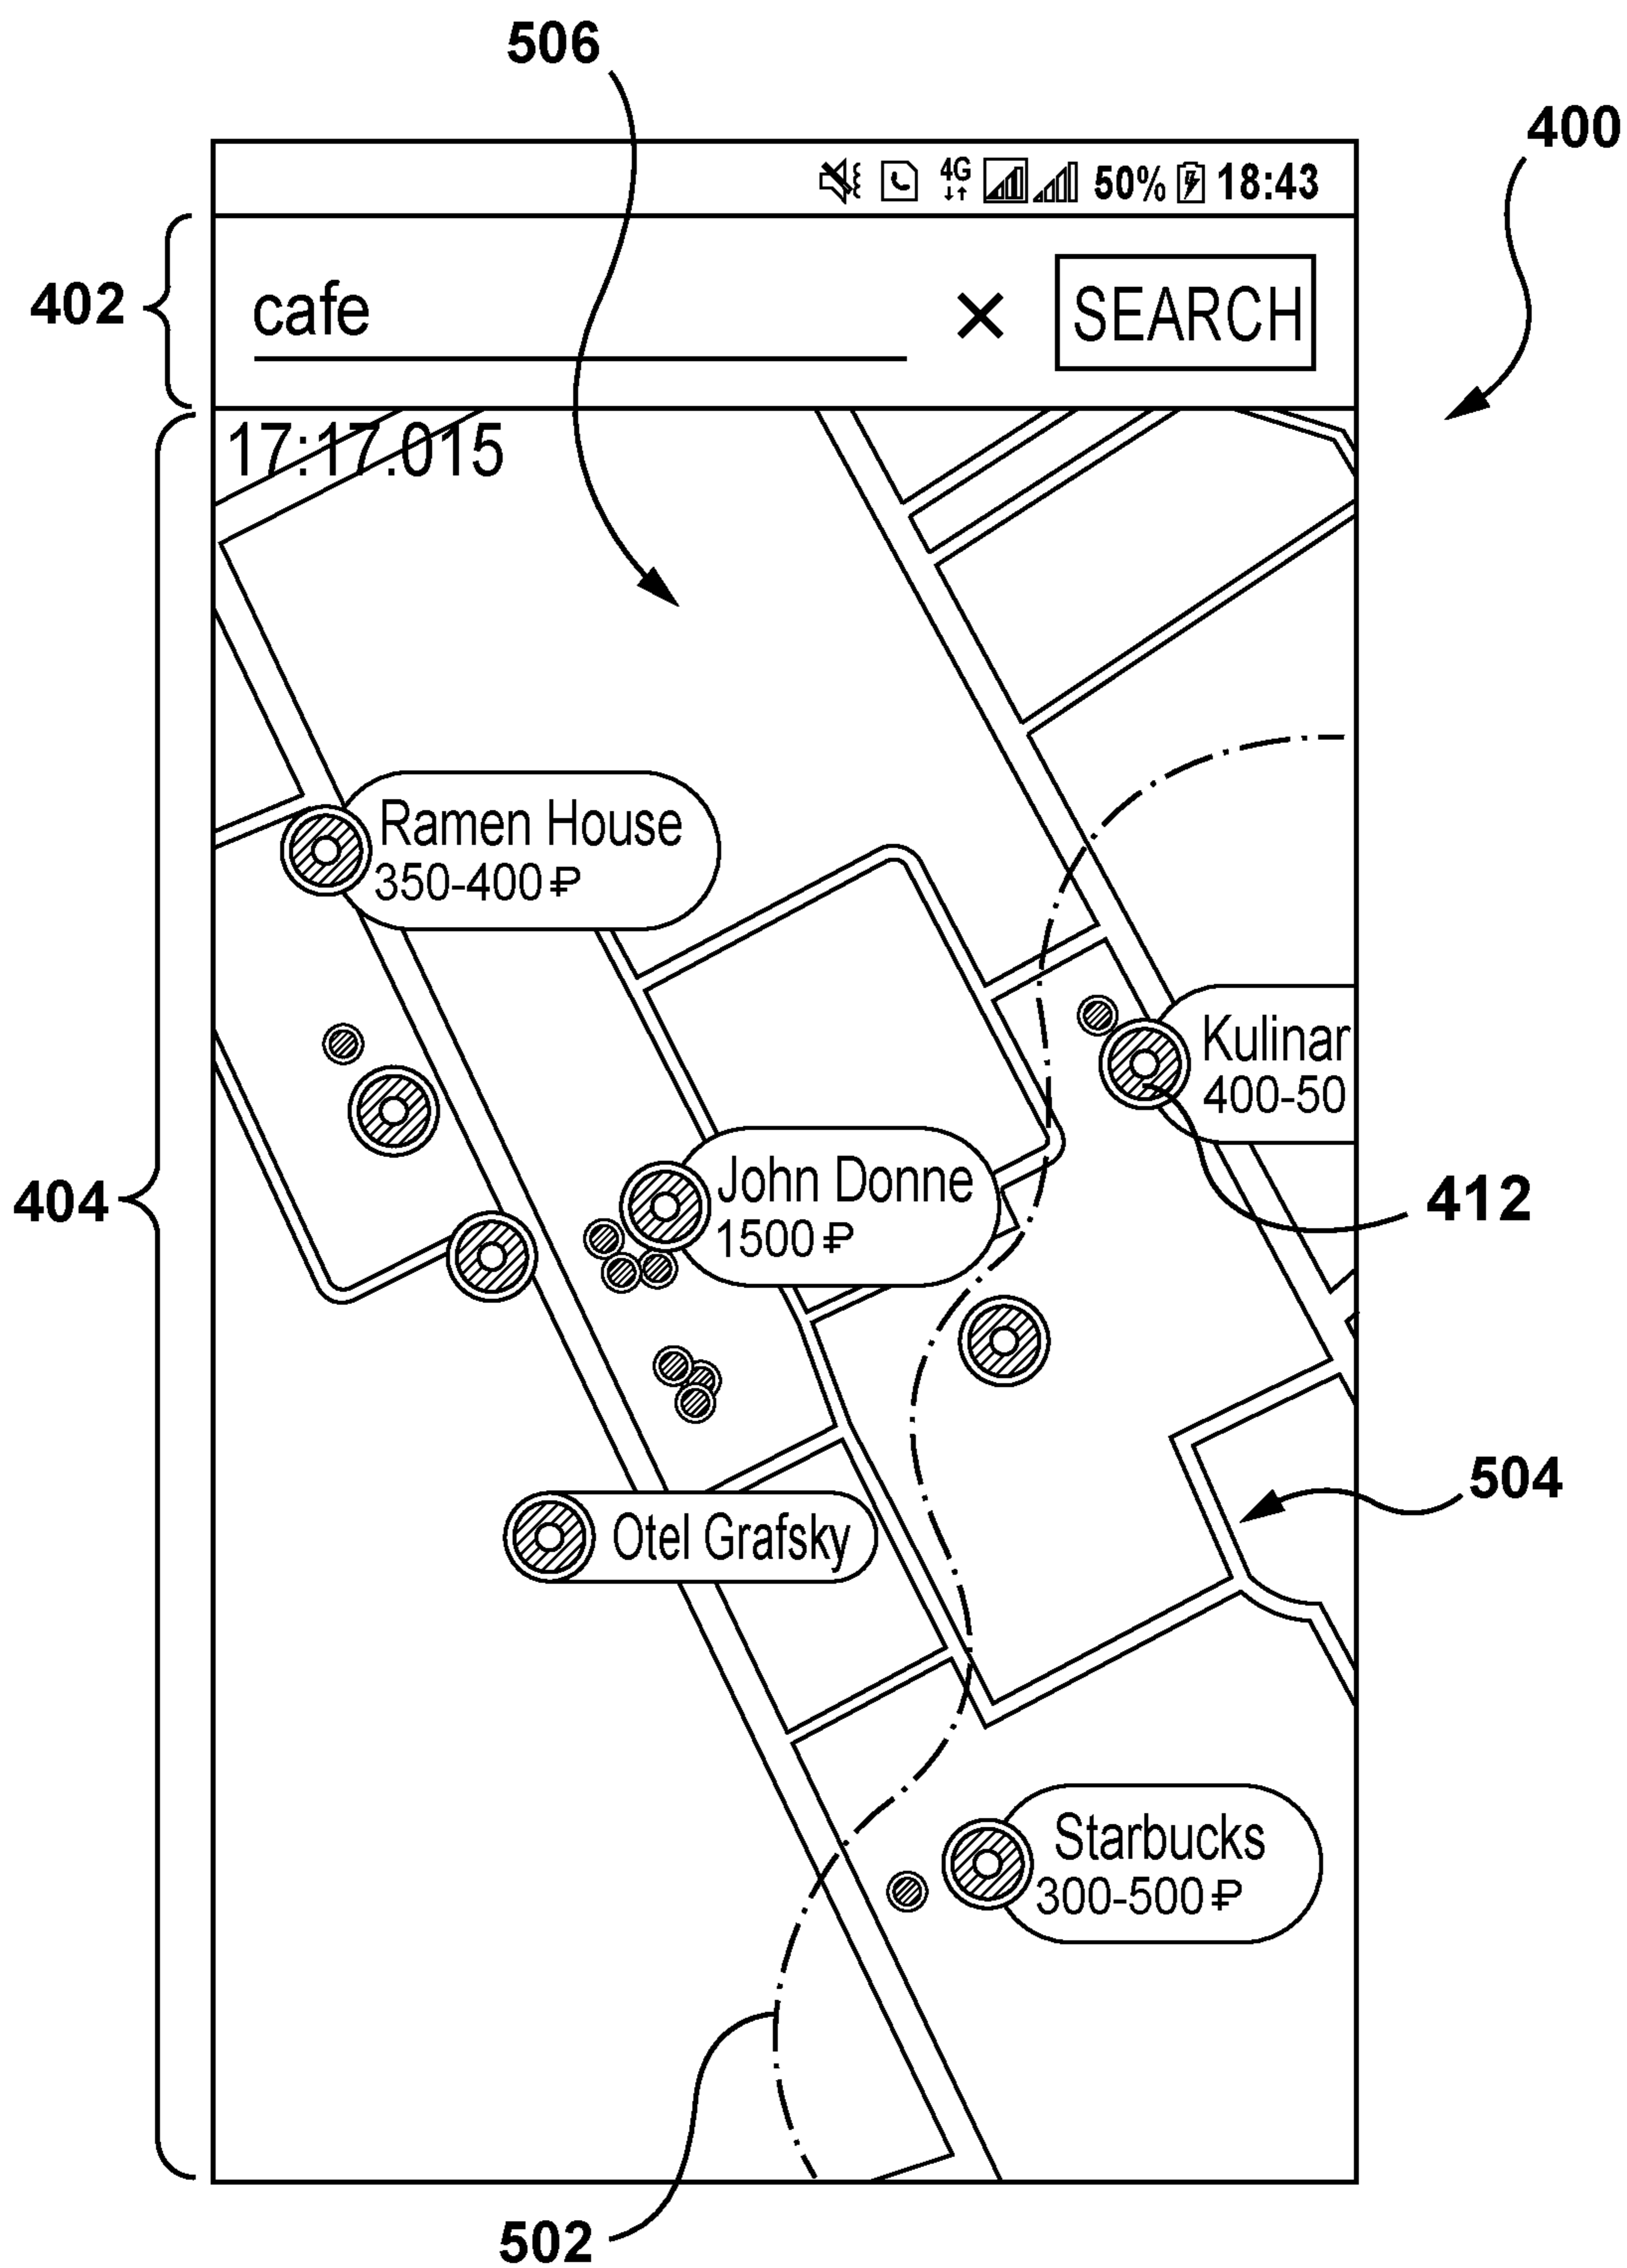 506
400
4G 50% 18:43
402
cafe × SEARCH
17:17.015
Ramen House
350-400 ₽
Kulinar
400-50
404
John Donne
1500 ₽
412
504
Otel Grafsky
Starbucks
300-500 ₽
502